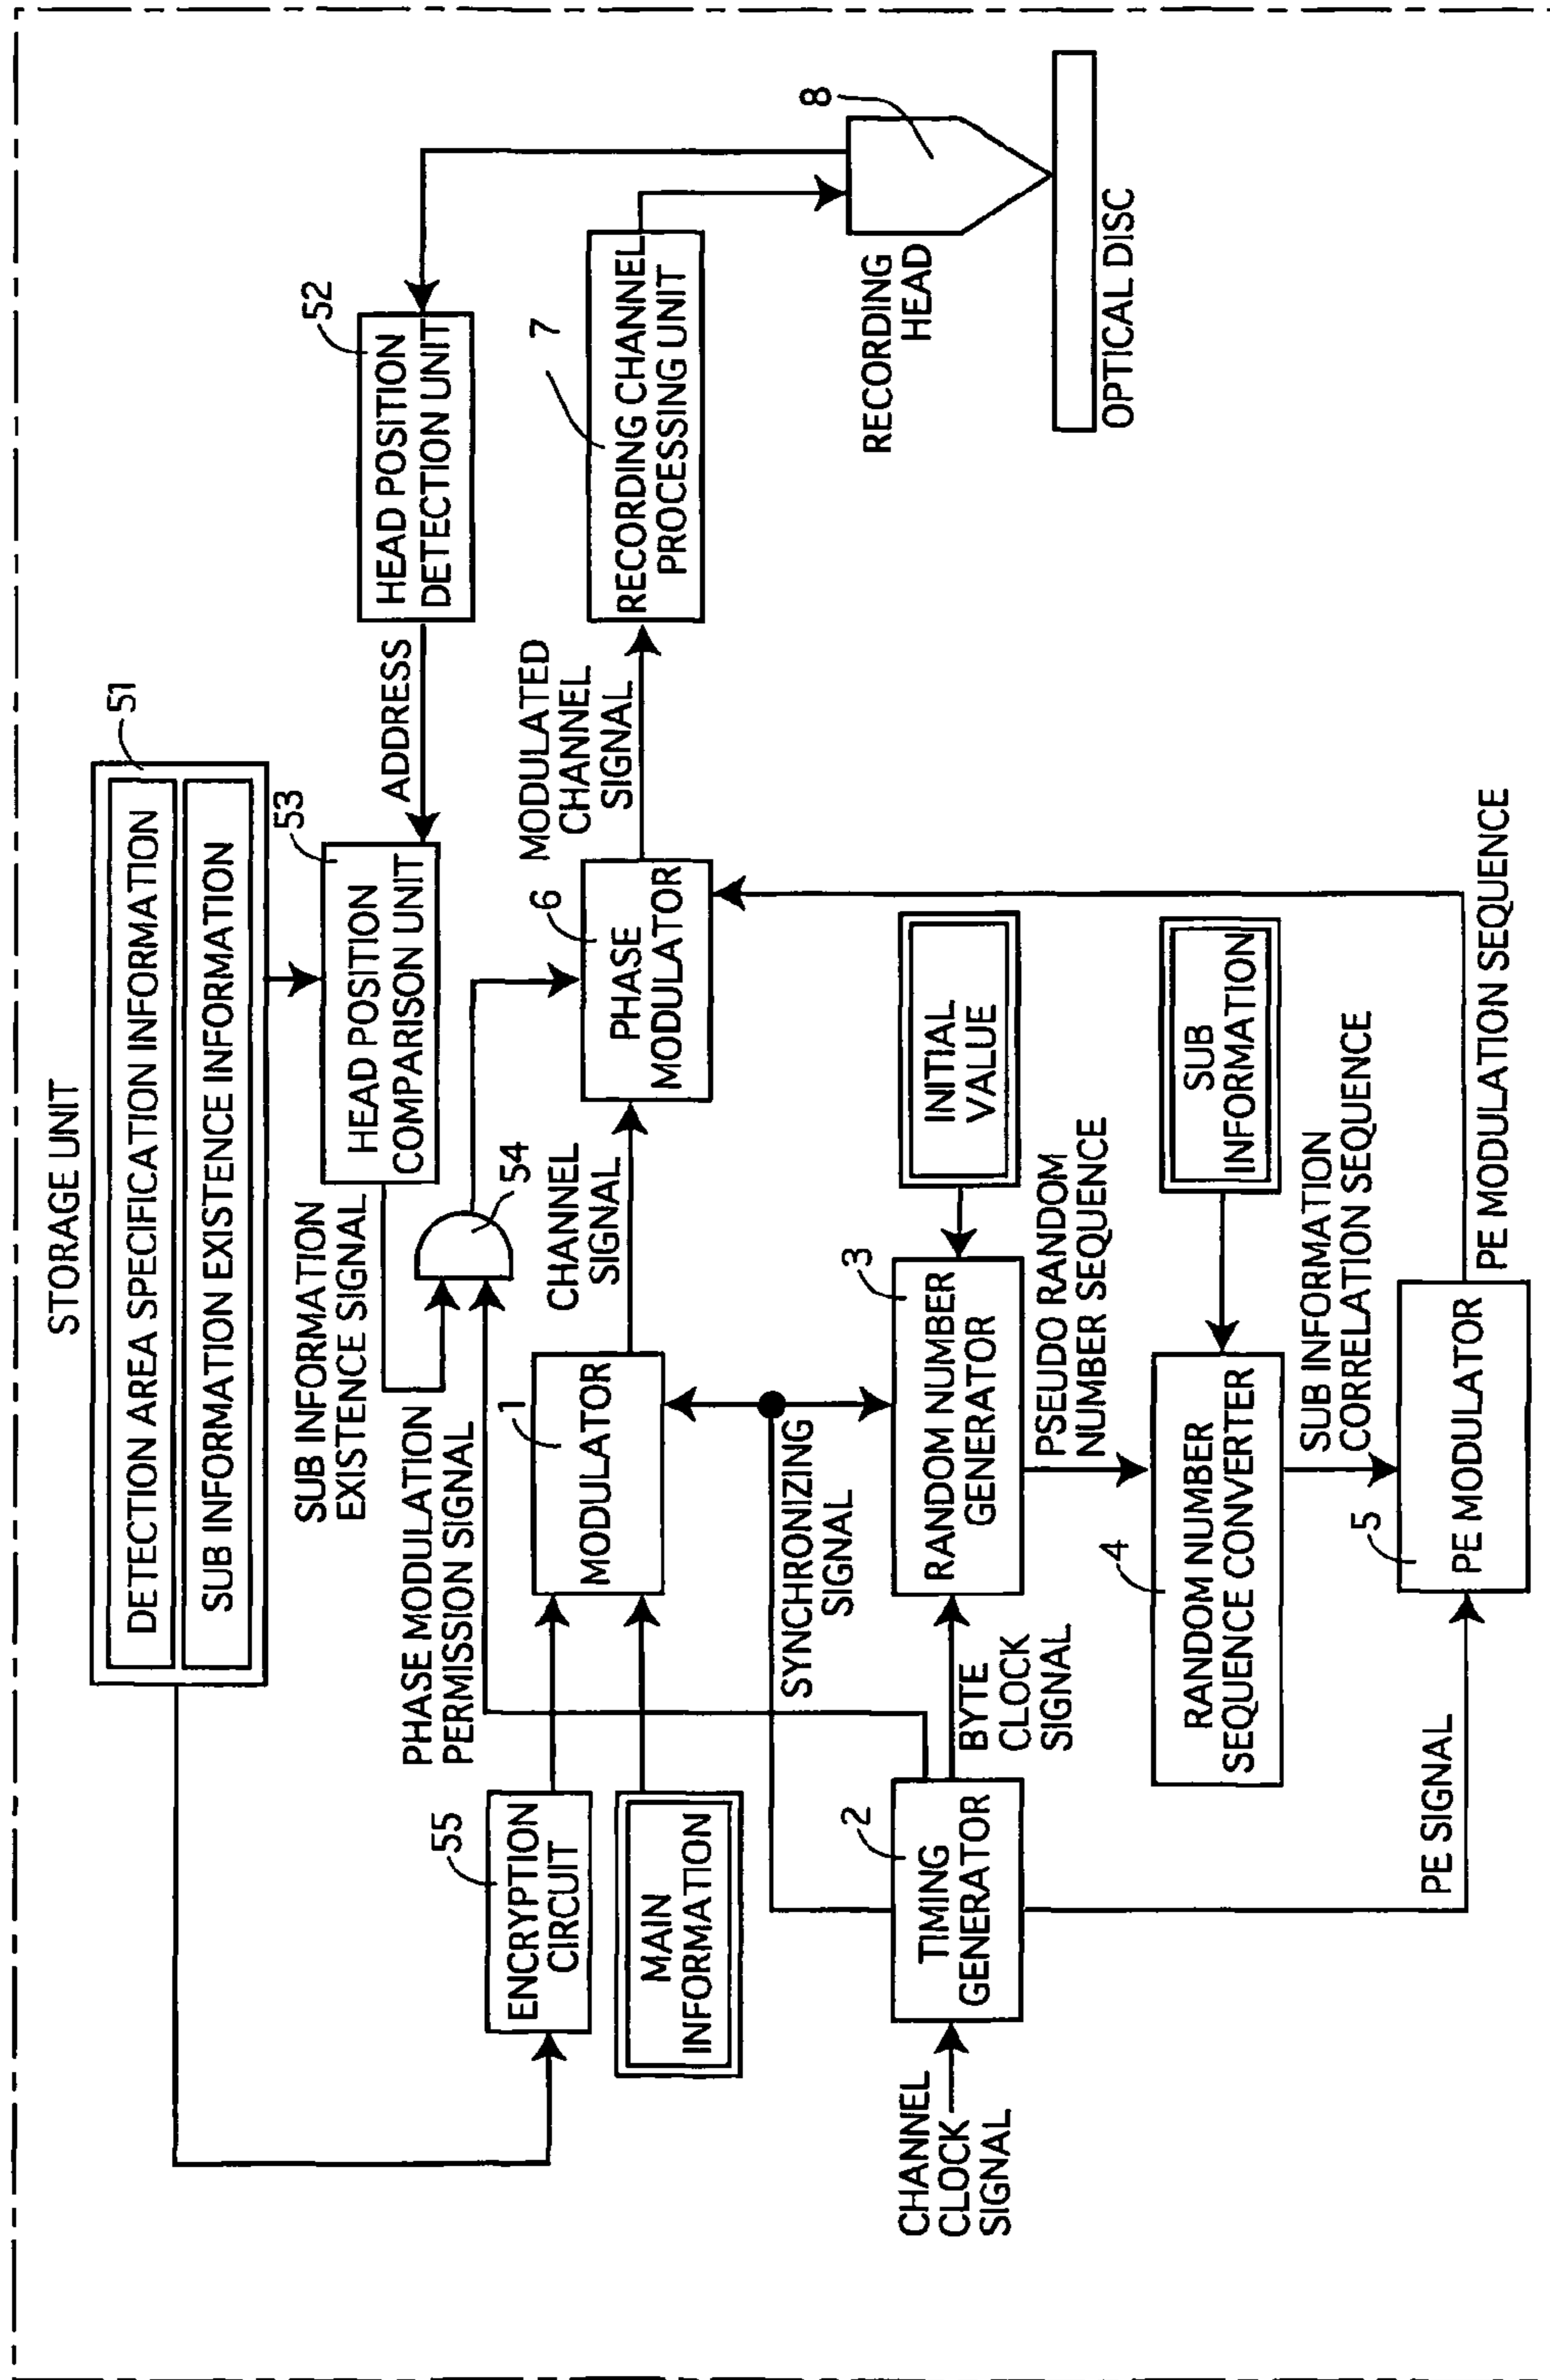 STORAGE UNIT
51
DETECTION AREA SPECIFICATION INFORMATION
SUB INFORMATION EXISTENCE INFORMATION
53
HEAD POSITION
COMPARISON UNIT
ADDRESS
52
HEAD POSITION
DETECTION UNIT
SUB INFORMATION
EXISTENCE SIGNAL
54
PHASE MODULATION
PERMISSION SIGNAL
55
ENCRYPTION
CIRCUIT
MAIN
INFORMATION
1
MODULATOR
CHANNEL
SIGNAL
6
PHASE
MODULATOR
MODULATED
CHANNEL
SIGNAL
7
RECORDING CHANNEL
PROCESSING UNIT
8
RECORDING
HEAD
OPTICAL DISC
SYNCHRONIZING
SIGNAL
CHANNEL
CLOCK
SIGNAL
2
TIMING
GENERATOR
BYTE
CLOCK
SIGNAL
3
RANDOM NUMBER
GENERATOR
INITIAL
VALUE
PSEUDO RANDOM
NUMBER SEQUENCE
4
RANDOM NUMBER
SEQUENCE CONVERTER
SUB
INFORMATION
SUB INFORMATION
CORRELATION SEQUENCE
PE SIGNAL
5
PE MODULATOR
PE MODULATION SEQUENCE